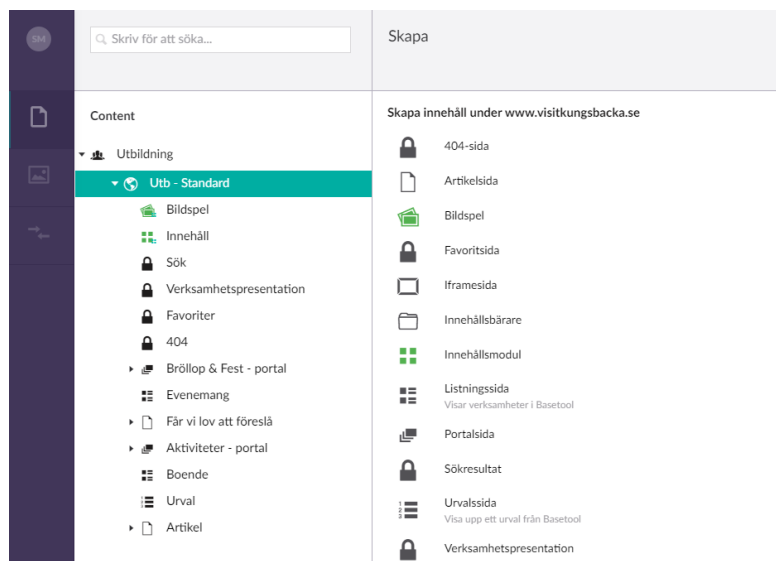 SM
Skriv för att söka...
Content
Utbildning
Utb - Standard
Bildspel
Innehåll
Sök
Verksamhetspresentation
Favoriter
404
Bröllop & Fest - portal
Evenemang
Får vi lov att föreslå
Aktiviteter - portal
Boende
Urval
Artikel
Skapa
Skapa innehåll under www.visitkungsbacka.se
404-sida
Artikelsida
Bildspel
Favoritsida
Iframesida
Innehållsbärare
Innehållsmodul
Listningssida
Visar verksamheter i Basetool
Portalsida
Sökresultat
Urvalssida
Visa upp ett urval från Basetool
Verksamhetspresentation